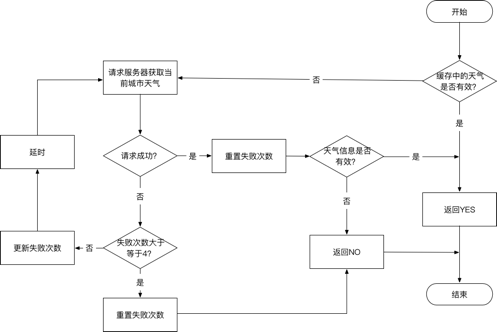 开始
请求服务器获取当
前城市天气
否
缓存中的天气
是否有效?
是
延时
请求成功?
是
重置失败次数
天气信息是否
有效?
是
否
否
返回YES
更新失败次数
否
失败次数大于
等于4?
返回NO
是
结束
重置失败次数